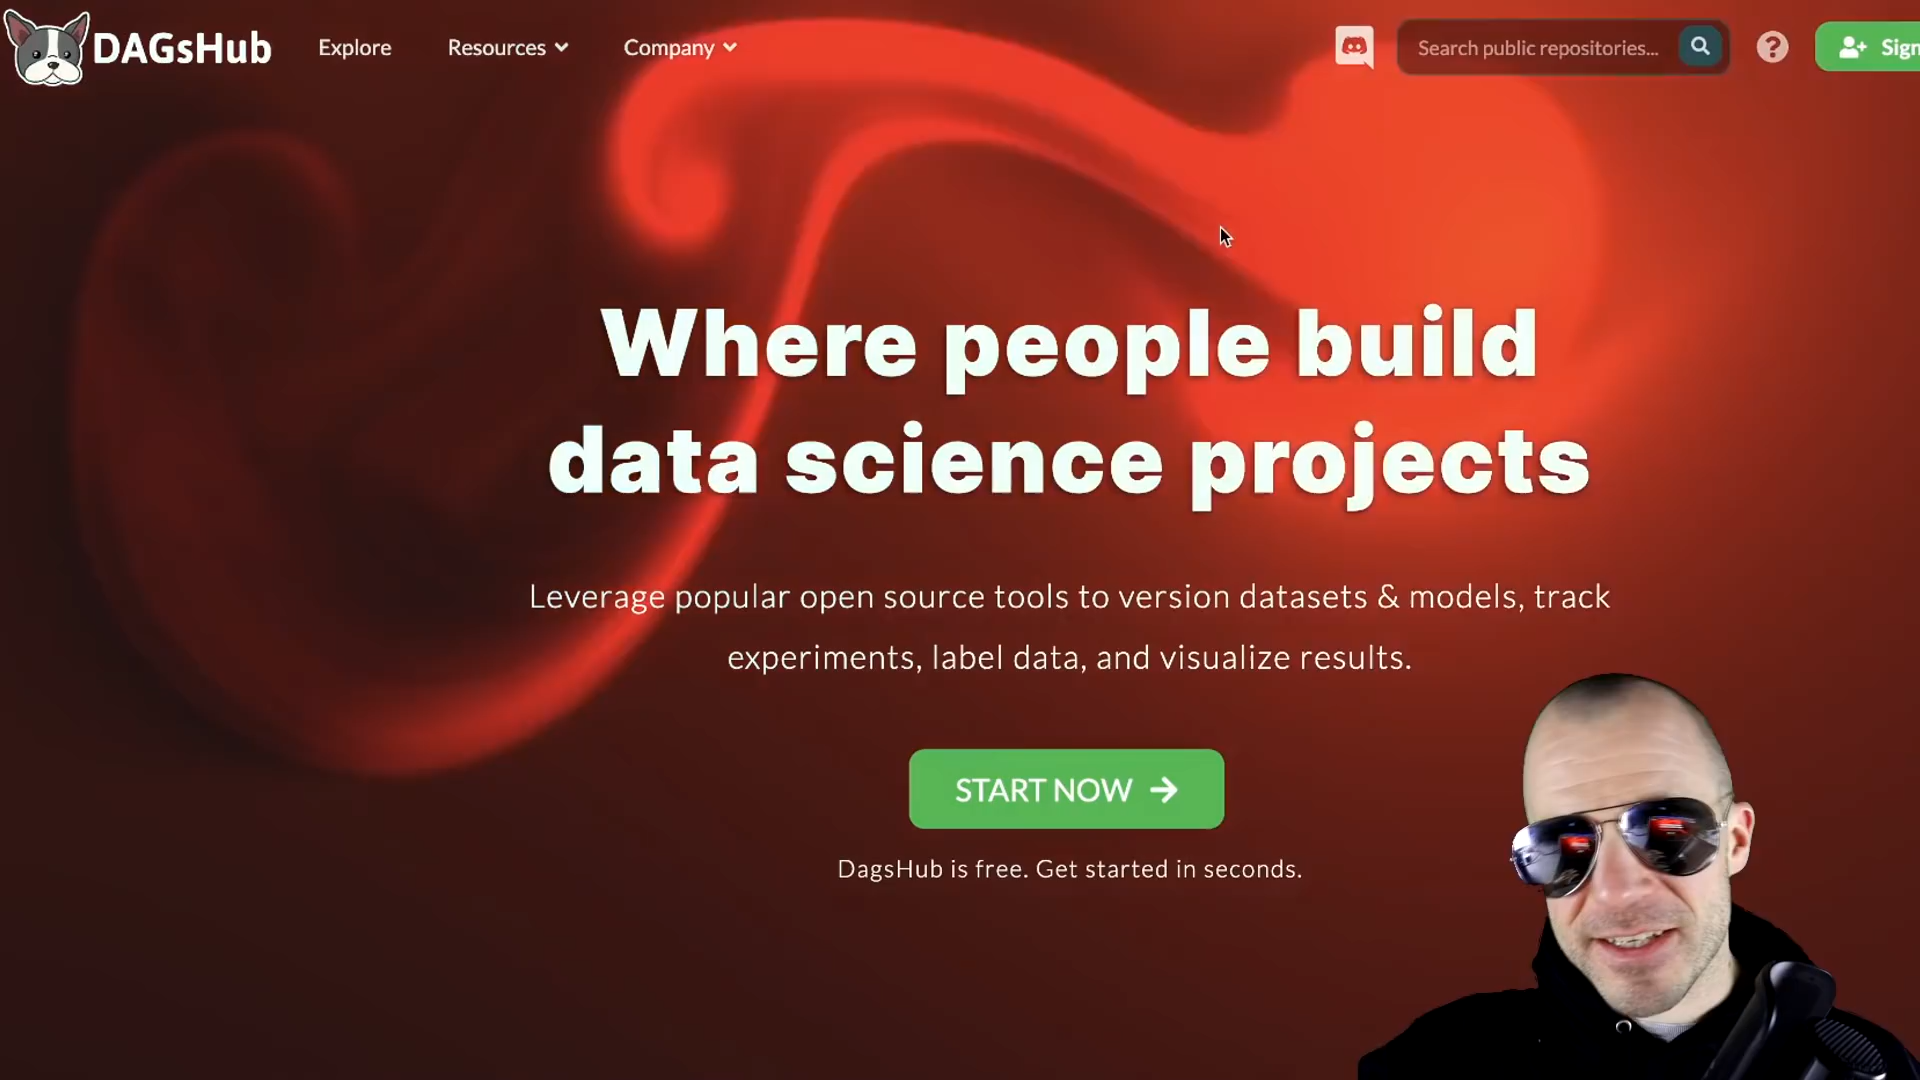 DAGsHub
Explore
Resources
Company
Search public repositories...
?
Sign
Where people build
data science projects
Leverage popular open source tools to version datasets & models, track
experiments, label data, and visualize results.
START NOW
DagsHub is free. Get started in seconds.